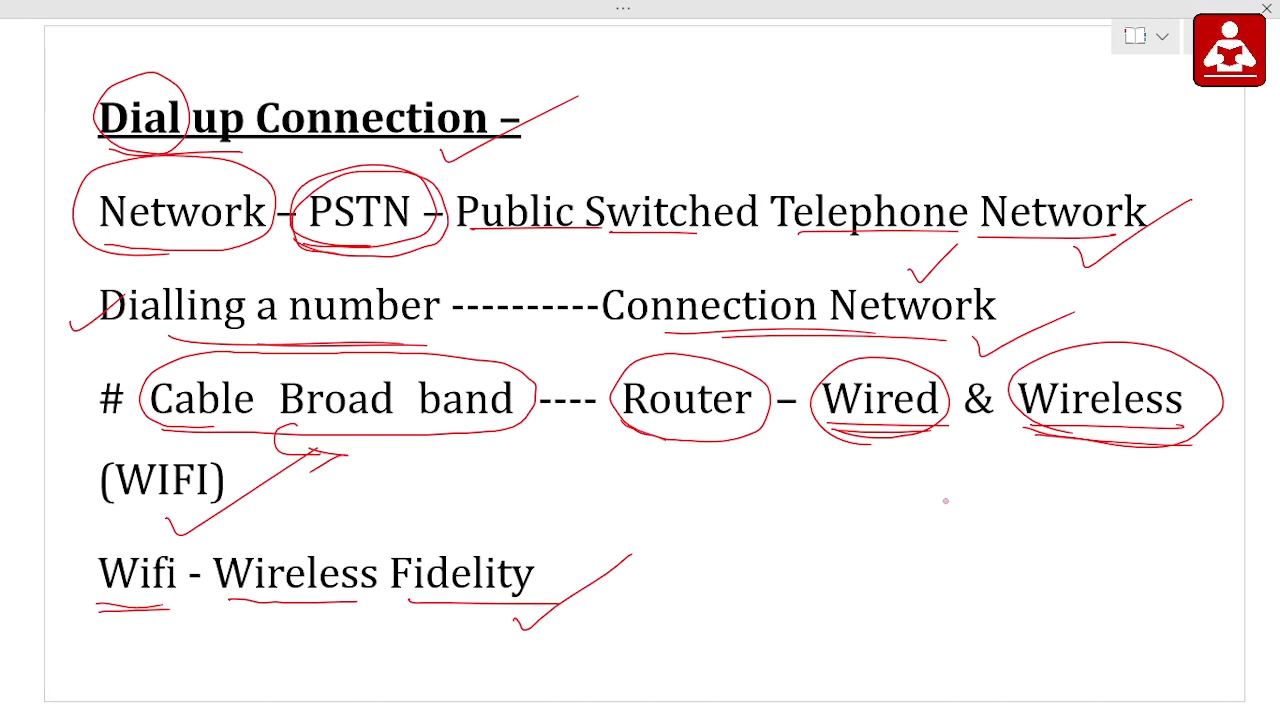 Dial up Connection –
Network – PSTN – Public Switched Telephone Network
Dialling a number ----------Connection Network
# Cable Broad band ---- Router – Wired & Wireless
(WIFI)
Wifi - Wireless Fidelity